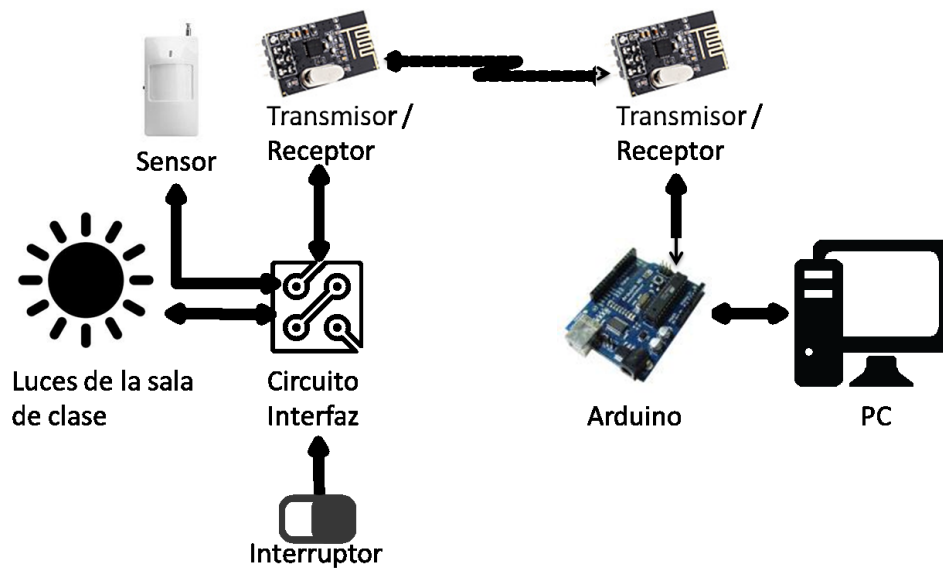 Transmisor /
Receptor
Transmisor /
Receptor
Sensor
Luces de la sala
de clase
Circuito
Interfaz
Arduino
PC
Interruptor